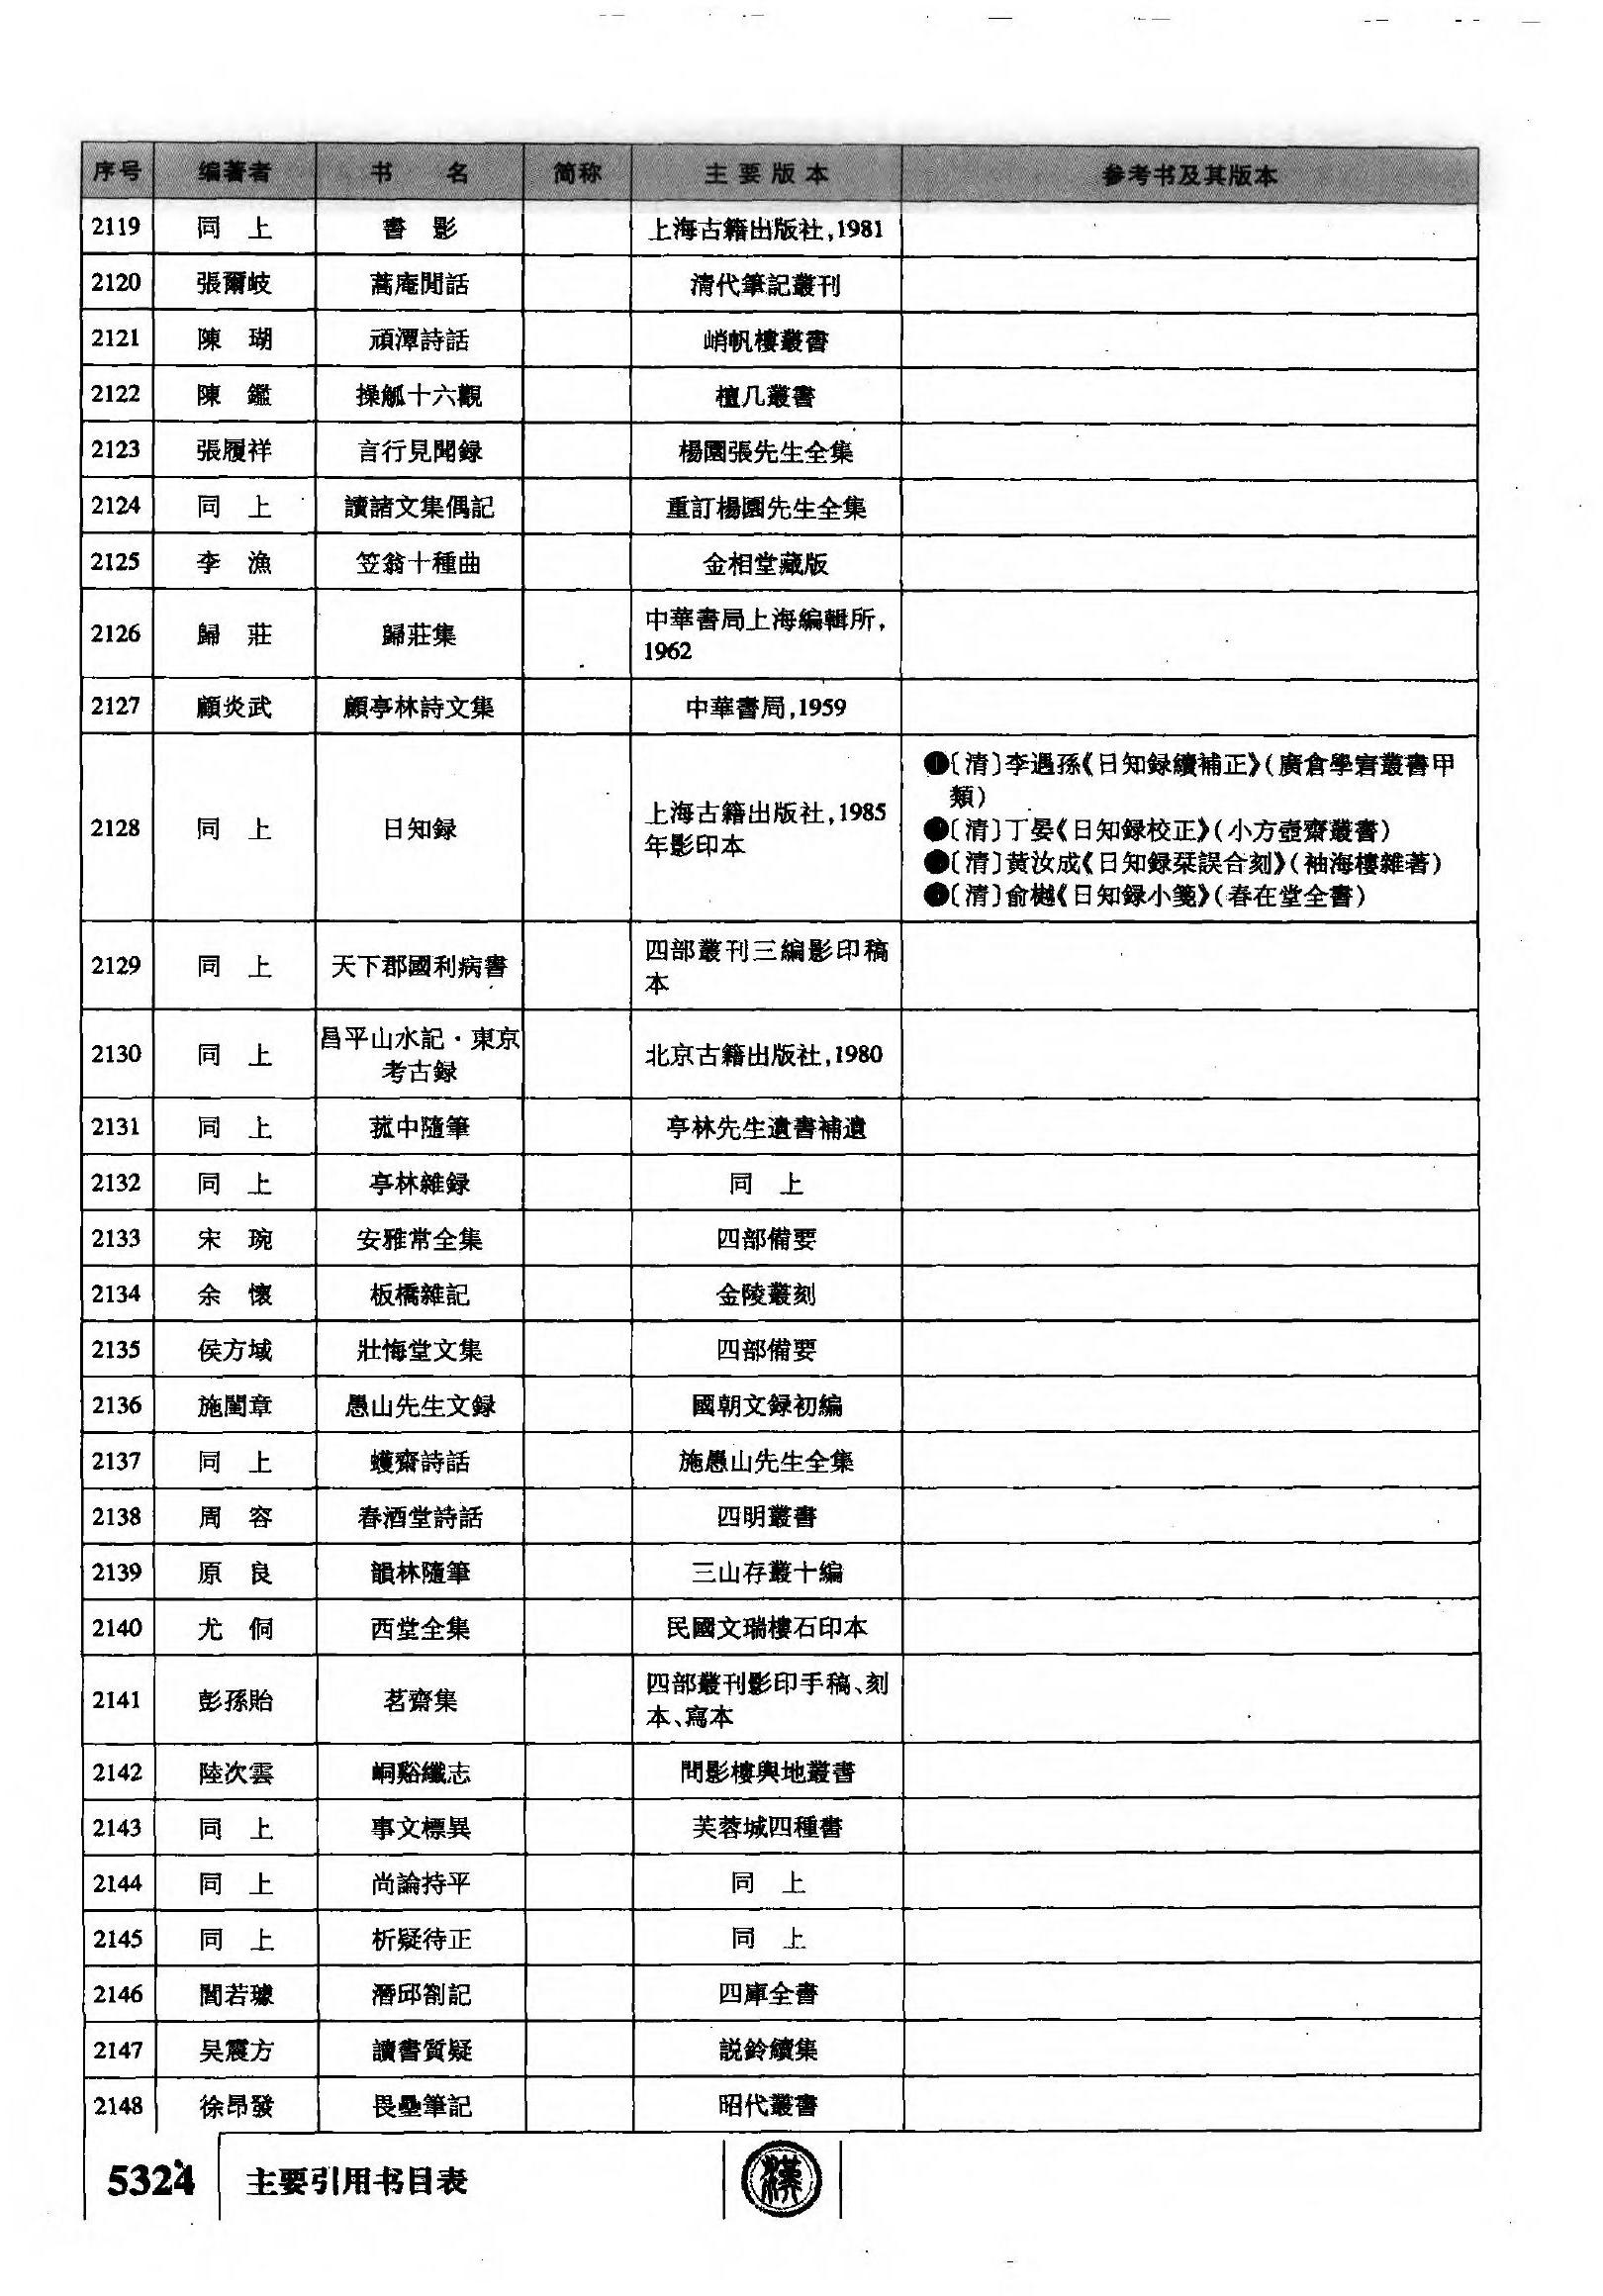 序号 编著者 书 名 简称 主要版本 参考书及其版本
2119 同 上 書 影 上海古籍出版社,1981
2120 張爾岐 蒿庵閒話 清代筆記叢刊
2121 陳 瑚 頑潭詩話 峭帆樓叢書
2122 陳 鑑 操觚十六觀 檀几叢書
2123 張履祥 言行見聞録 楊園張先生全集
2124 同 上 讀諸文集偶記 重訂楊園先生全集
2125 李 漁 笠翁十種曲 金相堂藏版
2126 歸 莊 歸莊集 中華書局上海編輯所,
1962
2127 顧炎武 顧亭林詩文集 中華書局,1959
2128 同 上 日知録 上海古籍出版社,1985
年影印本
●〔清〕李遇孫《日知録續補正》(廣倉學宭叢書甲
類)
●〔清〕丁晏《日知録校正》(小方壺齋叢書)
●〔清〕黃汝成《日知録栞誤合刻》(袖海樓雜著)
●〔清〕俞樾《日知録小箋》(春在堂全書)
2129 同 上 天下郡國利病書 四部叢刊三編影印稿
本
2130 同 上 昌平山水記·東京
考古録 北京古籍出版社,1980
2131 同 上 菰中隨筆 亭林先生遺書補遺
2132 同 上 亭林雜録 同 上
2133 宋 琬 安雅常全集 四部備要
2134 余 懷 板橋雜記 金陵叢刻
2135 侯方域 壯悔堂文集 四部備要
2136 施閏章 愚山先生文録 國朝文録初編
2137 同 上 蠖齋詩話 施愚山先生全集
2138 周 容 春酒堂詩話 四明叢書
2139 原 良 韻林隨筆 三山存叢十編
2140 尤 侗 西堂全集 民國文瑞樓石印本
2141 彭孫貽 茗齋集 四部叢刊影印手稿、刻
本、寫本
2142 陸次雲 峒谿纖志 問影樓輿地叢書
2143 同 上 事文標異 芙蓉城四種書
2144 同 上 尚論持平 同 上
2145 同 上 析疑待正 同 上
2146 閻若璩 潛邱劄記 四庫全書
2147 吴震方 讀書質疑 説鈴續集
2148 徐昂發 畏壘筆記 昭代叢書
5324 主要引用书目表 漢